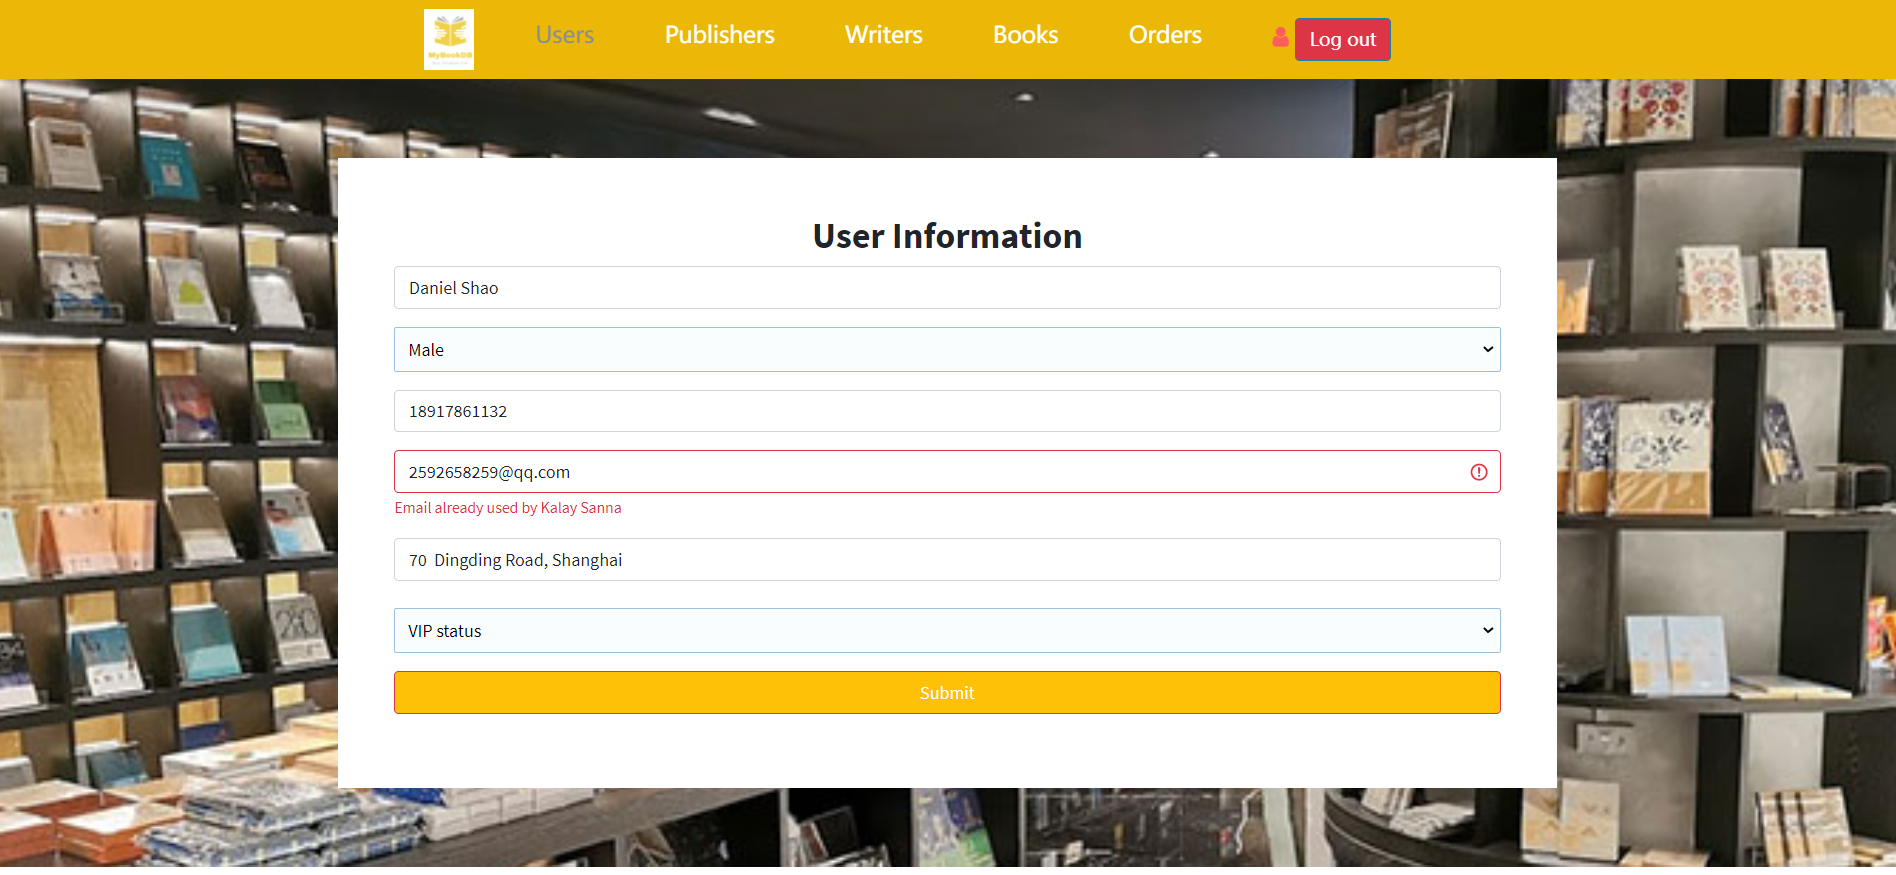 MyBookDB
Users
Publishers
Writers
Books
Orders
Log out
User Information
Daniel Shao
Male
18917861132
2592658259@qq.com
Email already used by Kalay Sanna
70  Dingding Road, Shanghai
VIP status
Submit